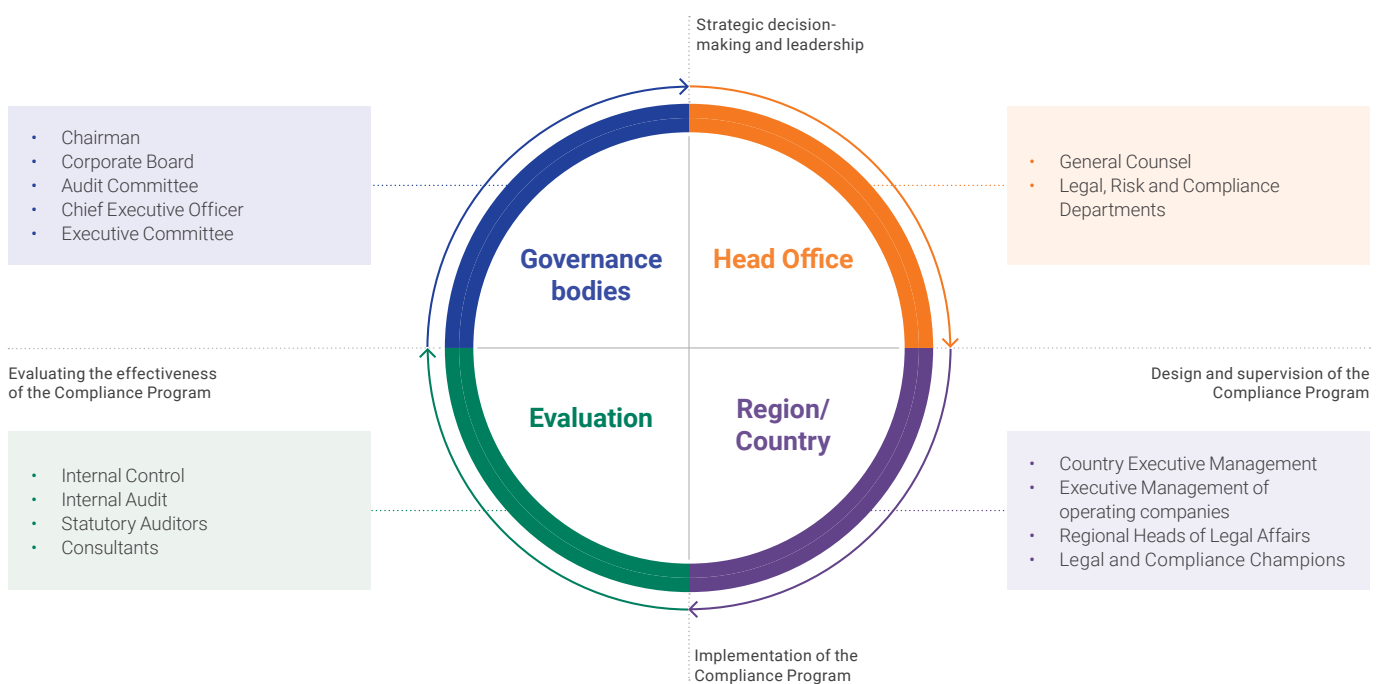 Strategic decision-
making and leadership
• Chairman
• Corporate Board
• Audit Committee
• Chief Executive Officer
• Executive Committee
• General Counsel
• Legal, Risk and Compliance
Departments
Governance
bodies
Head Office
Evaluating the effectiveness
of the Compliance Program
Design and supervision of the
Compliance Program
Evaluation
Region/
Country
• Internal Control
• Internal Audit
• Statutory Auditors
• Consultants
• Country Executive Management
• Executive Management of
operating companies
• Regional Heads of Legal Affairs
• Legal and Compliance Champions
Implementation of the
Compliance Program